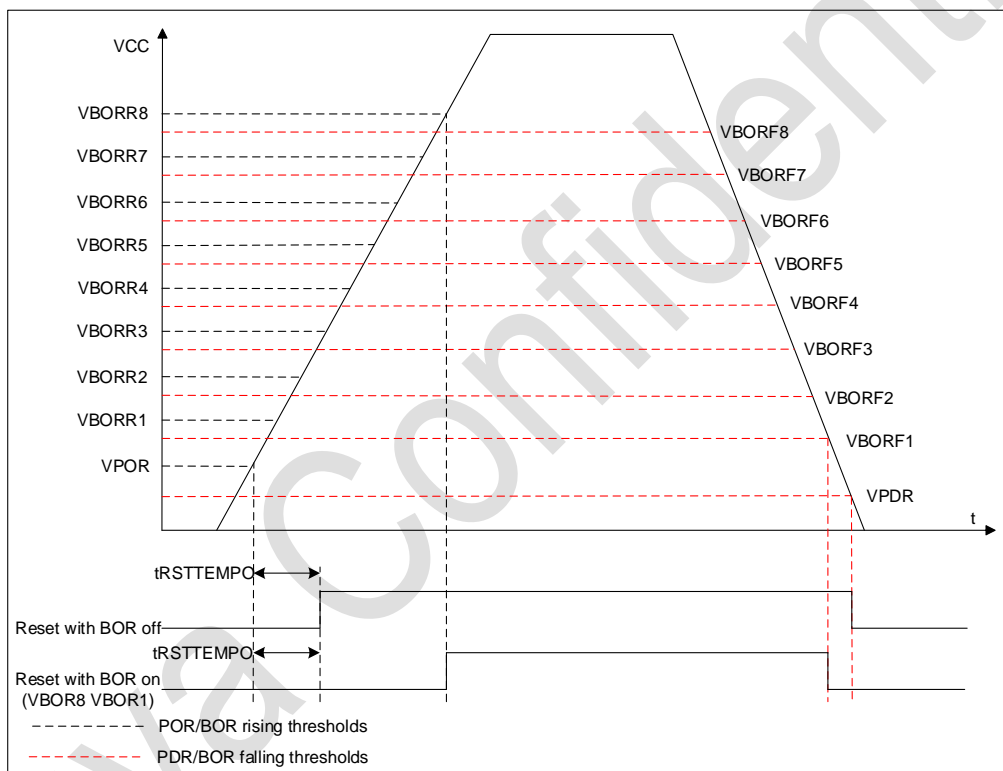 VCC
VBORR8
VBORF8
VBORR7
VBORF7
VBORR6
VBORF6
VBORR5
VBORF5
VBORR4
VBORF4
VBORR3
VBORF3
VBORR2
VBORF2
VBORR1
VBORF1
VPOR
VPDR
t
tRSTTEMPO
Reset with BOR off
tRSTTEMPO
Reset with BOR on
(VBOR8 VBOR1)
POR/BOR rising thresholds
PDR/BOR falling thresholds
va Confidenti